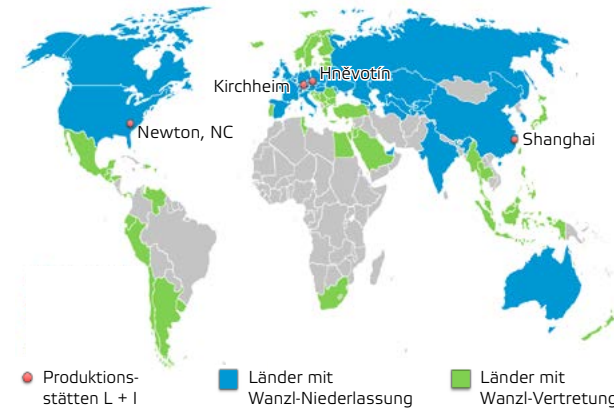 Hněvotín
Kirchheim
Newton, NC
Shanghai
Produktions-
stätten L + I
Länder mit
Wanzl-Niederlassung
Länder mit
Wanzl-Vertretung